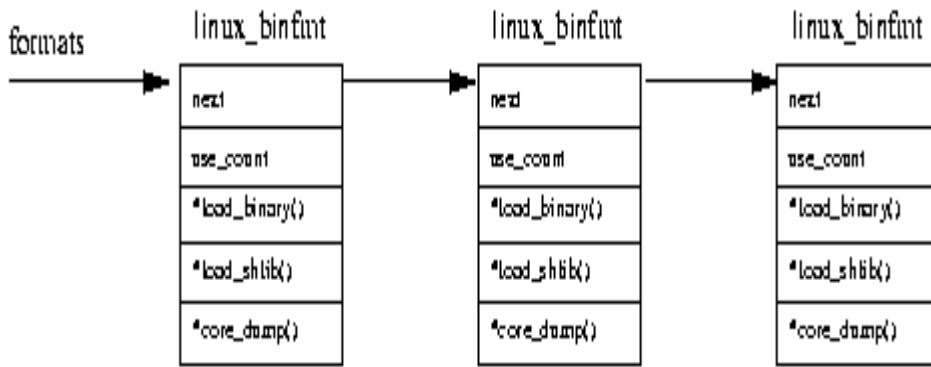 formats
linux_binfmt
next
use_count
*load_binary()
*load_shlib()
*core_dump()
linux_binfmt
next
use_count
*load_binary()
*load_shlib()
*core_dump()
linux_binfmt
next
use_count
*load_binary()
*load_shlib()
*core_dump()